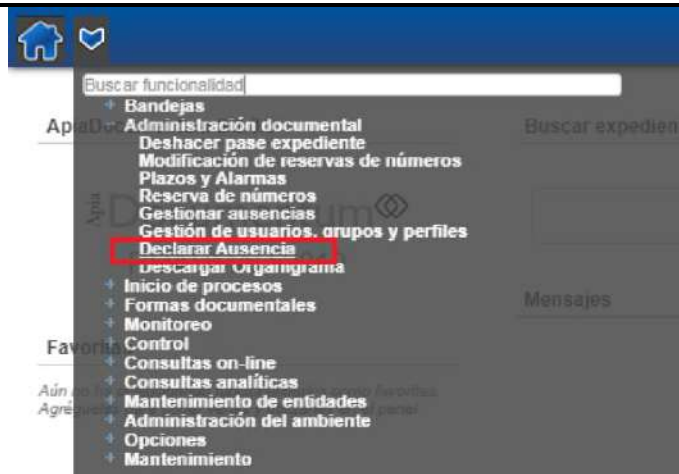 Buscar funcionalidad
Bandejas
Administración documental
Deshacer pase expediente
Modificación de reservas de números
Plazos y Alarmas
Reserva de números
Gestionar ausencias
Gestión de usuarios, grupos y perfiles
Declarar Ausencia
Descargar Organigrama
Inicio de procesos
Formas documentales
Monitoreo
Control
Consultas on-line
Consultas analíticas
Mantenimiento de entidades
Administración del ambiente
Opciones
Mantenimiento
Apia
Buscar expedien
Mensajes
Aún